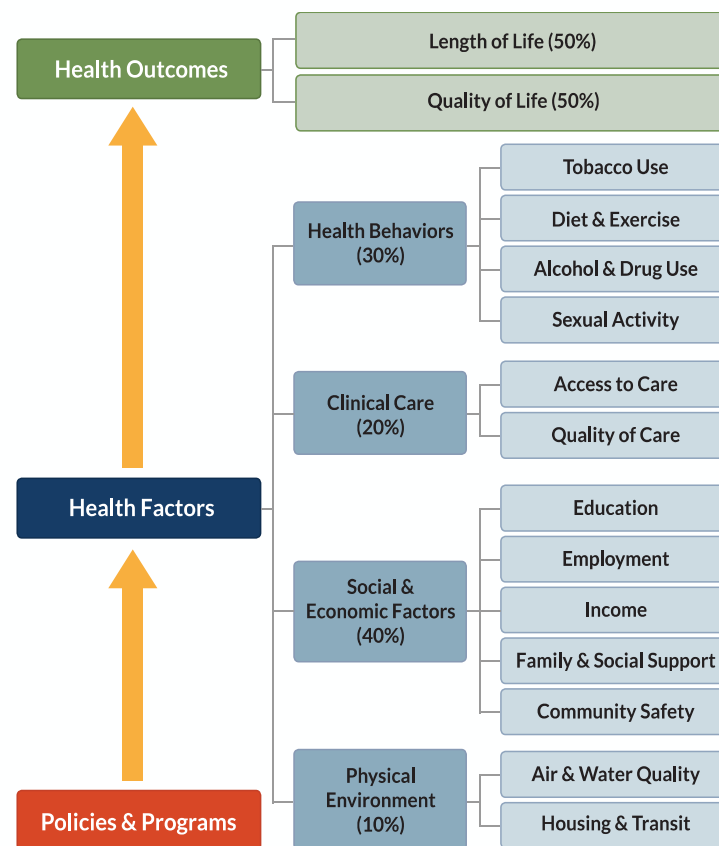 Health Outcomes
Length of Life (50%)
Quality of Life (50%)
Health Behaviors
(30%)
Tobacco Use
Diet & Exercise
Alcohol & Drug Use
Sexual Activity
Clinical Care
(20%)
Access to Care
Quality of Care
Health Factors
Social &
Economic Factors
(40%)
Education
Employment
Income
Family & Social Support
Community Safety
Physical
Environment
(10%)
Air & Water Quality
Housing & Transit
Policies & Programs